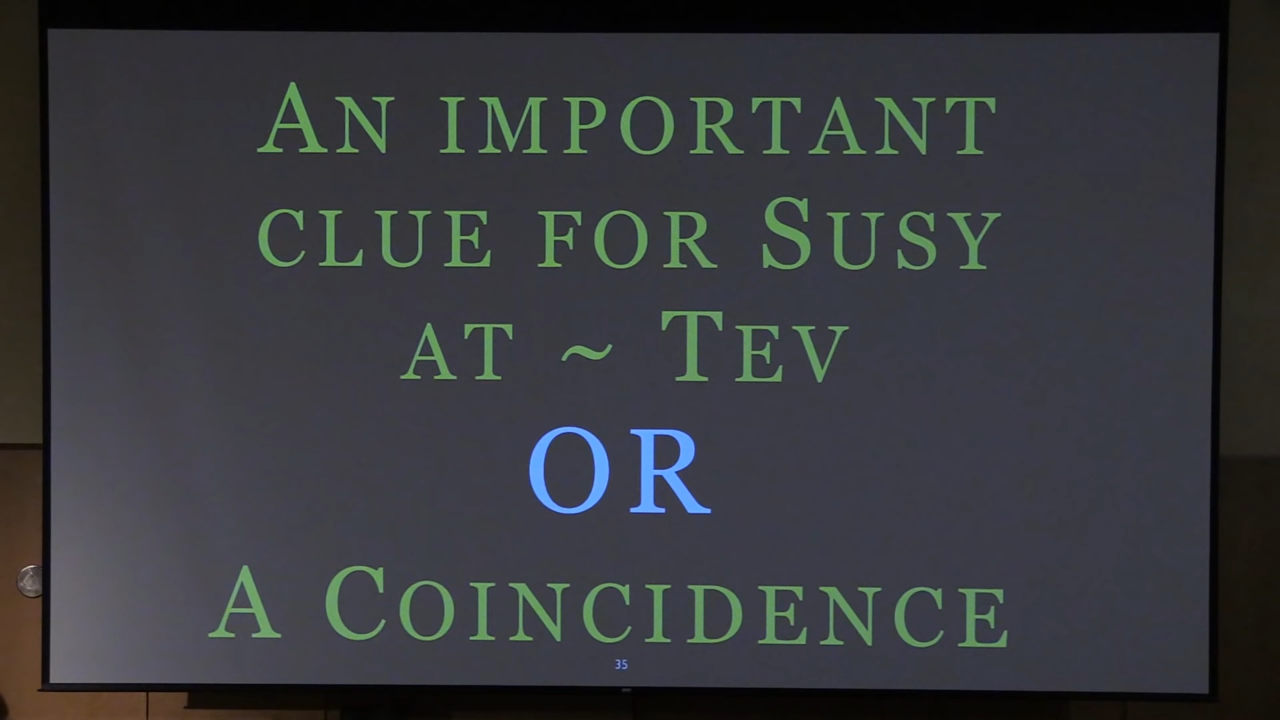 An important
clue for Susy
at ~ Tev
or
A Coincidence
35